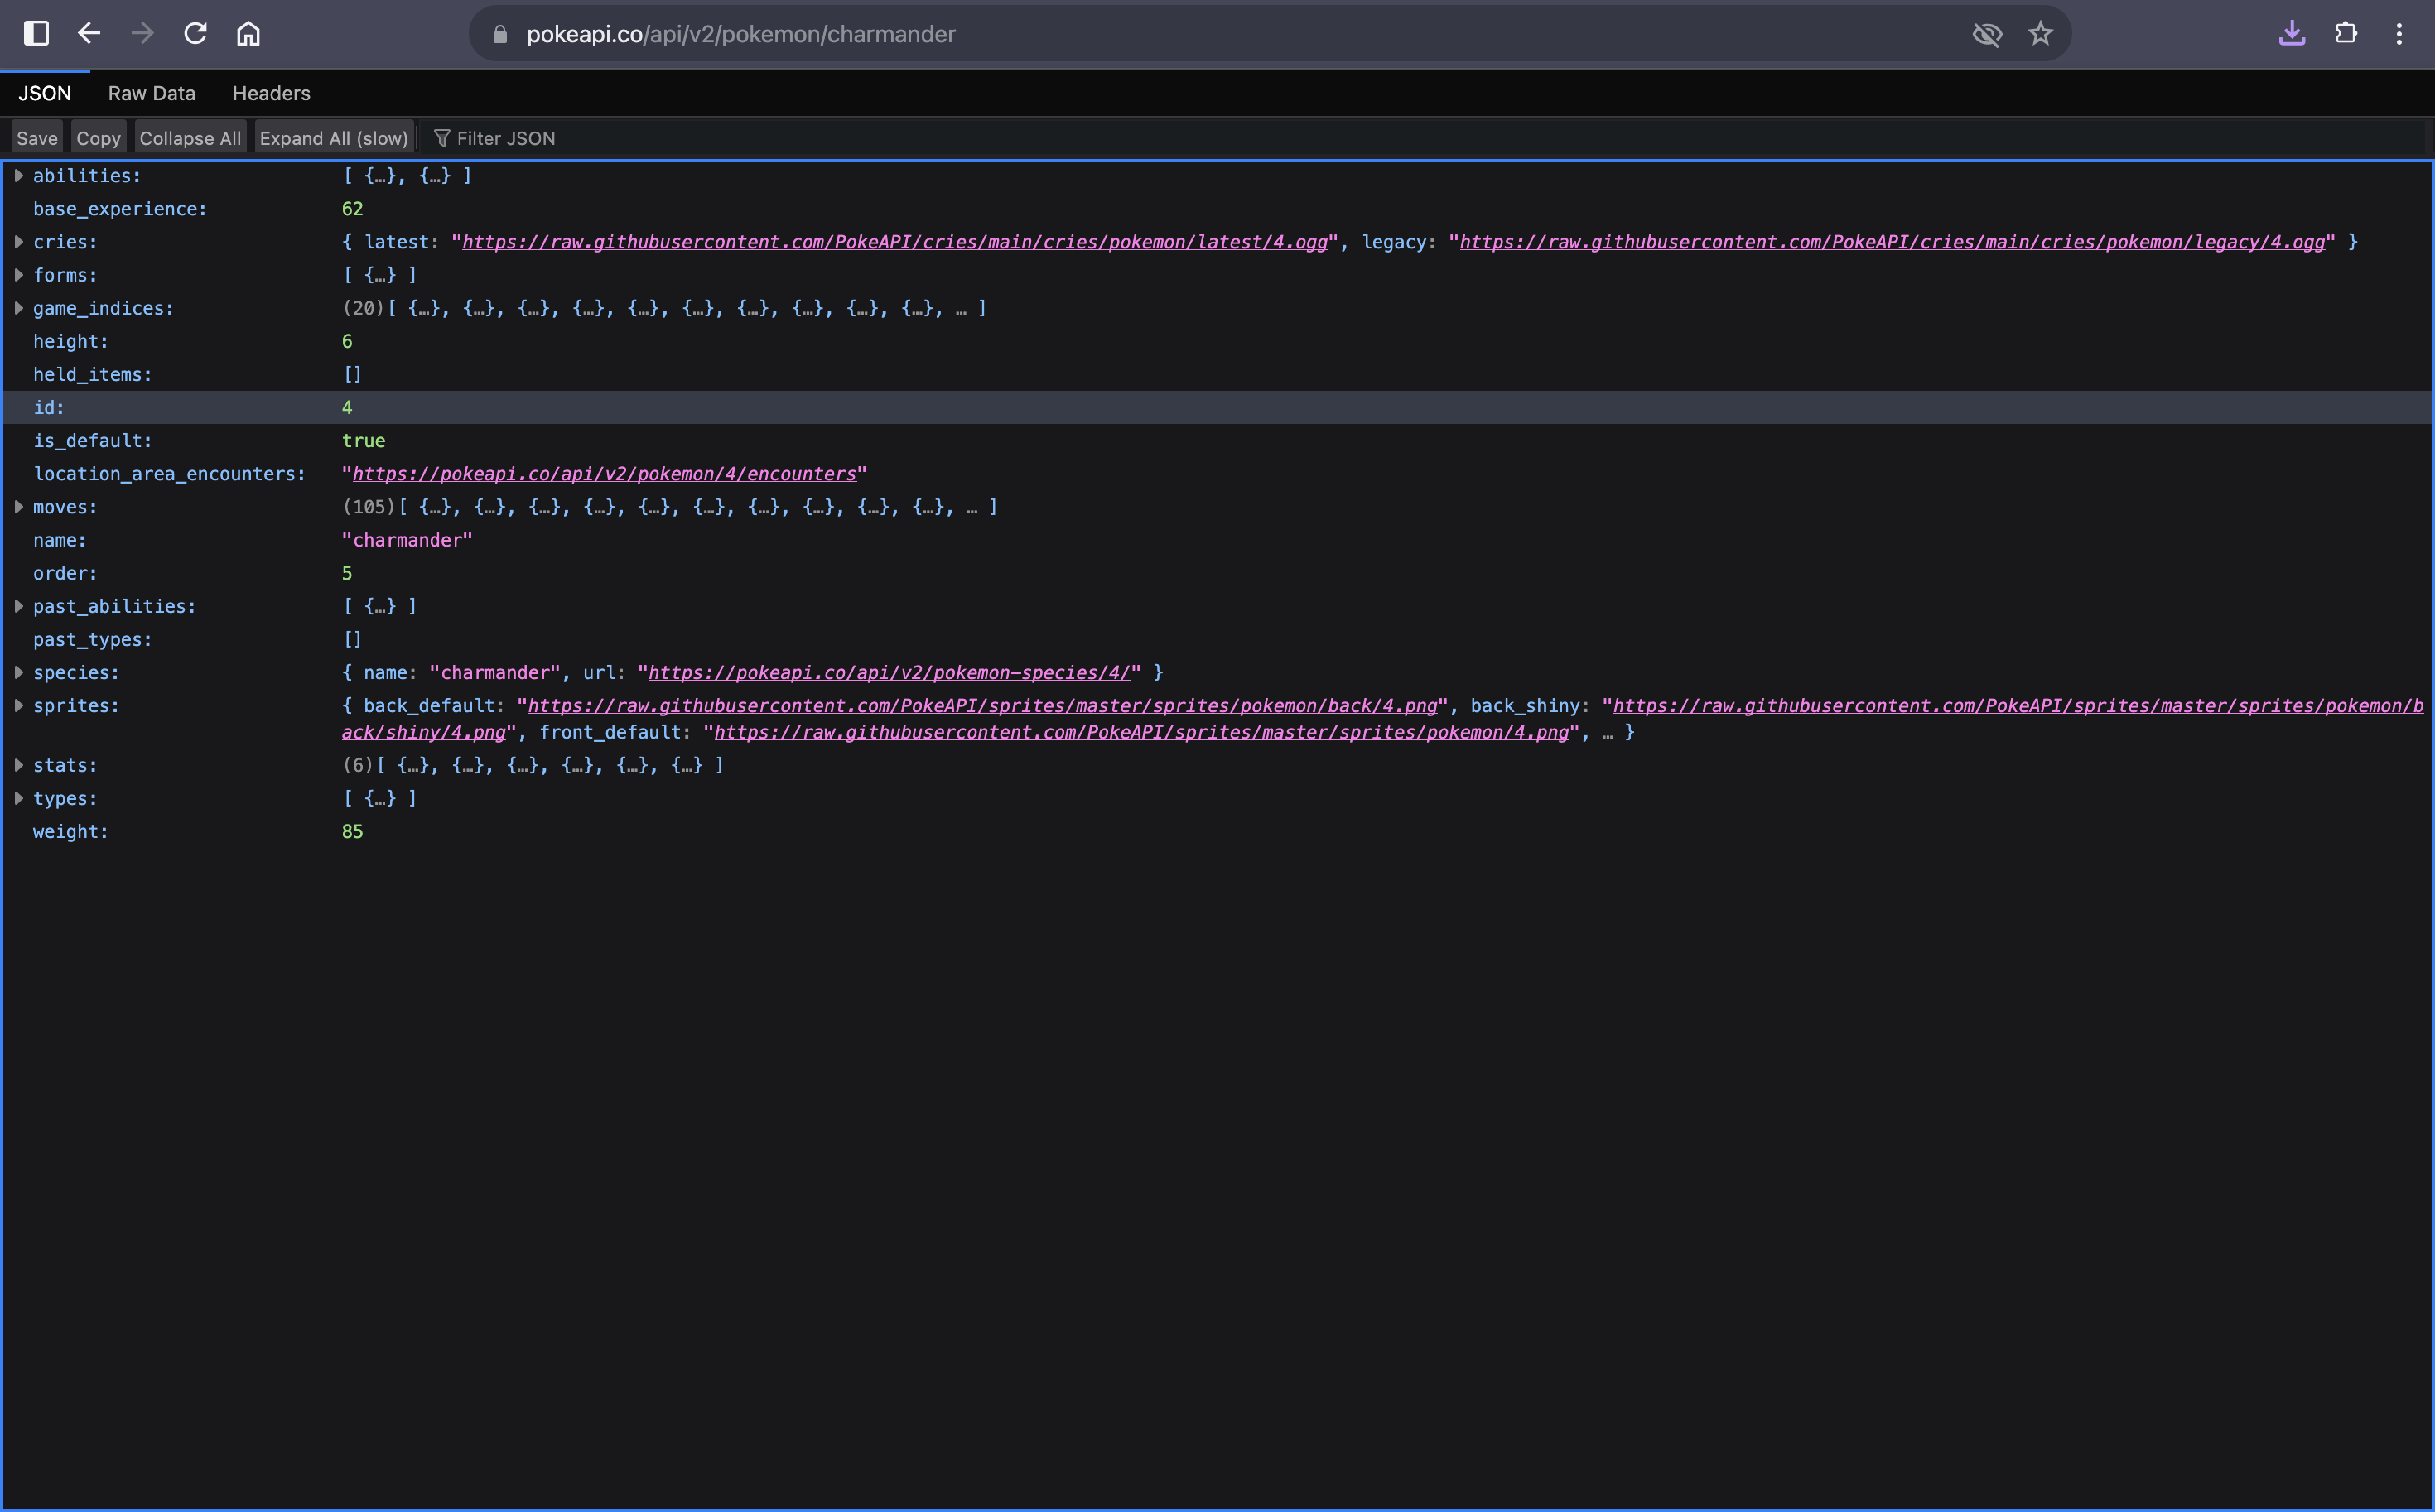 pokeapi.co/api/v2/pokemon/charmander
JSON Raw Data Headers
Save Copy Collapse All Expand All (slow) Filter JSON
abilities: [ {…}, {…} ]
base_experience: 62
cries: { latest: "https://raw.githubusercontent.com/PokeAPI/cries/main/cries/pokemon/latest/4.ogg", legacy: "https://raw.githubusercontent.com/PokeAPI/cries/main/cries/pokemon/legacy/4.ogg" }
forms: [ {…} ]
game_indices: (20)[ {…}, {…}, {…}, {…}, {…}, {…}, {…}, {…}, {…}, {…}, … ]
height: 6
held_items: []
id: 4
is_default: true
location_area_encounters: "https://pokeapi.co/api/v2/pokemon/4/encounters"
moves: (105)[ {…}, {…}, {…}, {…}, {…}, {…}, {…}, {…}, {…}, {…}, … ]
name: "charmander"
order: 5
past_abilities: [ {…} ]
past_types: []
species: { name: "charmander", url: "https://pokeapi.co/api/v2/pokemon-species/4/" }
sprites: { back_default: "https://raw.githubusercontent.com/PokeAPI/sprites/master/sprites/pokemon/back/4.png", back_shiny: "https://raw.githubusercontent.com/PokeAPI/sprites/master/sprites/pokemon/b
ack/shiny/4.png", front_default: "https://raw.githubusercontent.com/PokeAPI/sprites/master/sprites/pokemon/4.png", … }
stats: (6)[ {…}, {…}, {…}, {…}, {…}, {…} ]
types: [ {…} ]
weight: 85